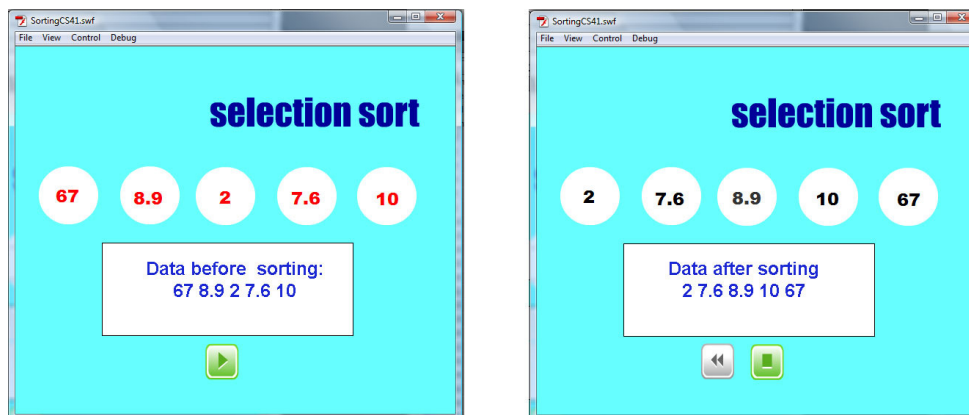 SortingCS41.swf
File View Control Debug
selection sort
67 8.9 2 7.6 10
Data before sorting:
67 8.9 2 7.6 10
SortingCS41.swf
File View Control Debug
selection sort
2 7.6 8.9 10 67
Data after sorting
2 7.6 8.9 10 67